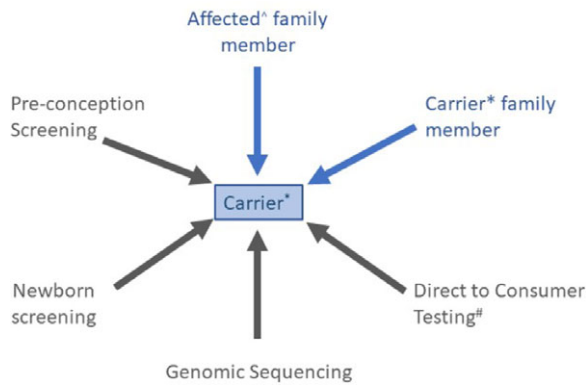 Affected^ family
member
Pre-conception
Screening
Carrier* family
member
Carrier*
Newborn
screening
Direct to Consumer
Testing#
Genomic Sequencing